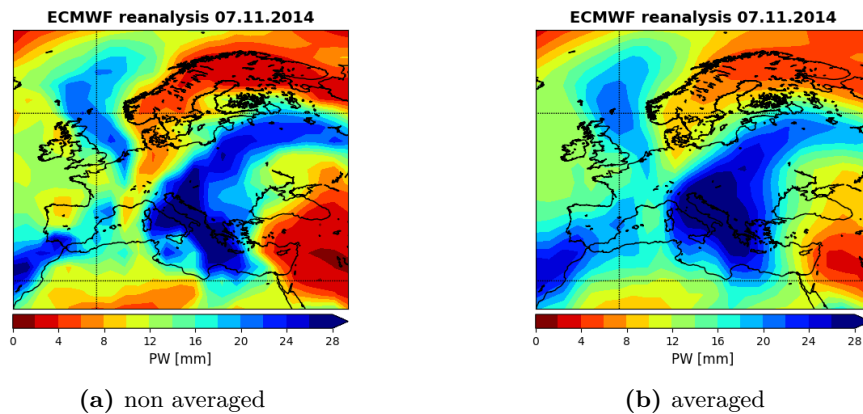 ECMWF reanalysis 07.11.2014
0 4 8 12 16 20 24 28
PW [mm]
(a) non averaged
ECMWF reanalysis 07.11.2014
0 4 8 12 16 20 24 28
PW [mm]
(b) averaged